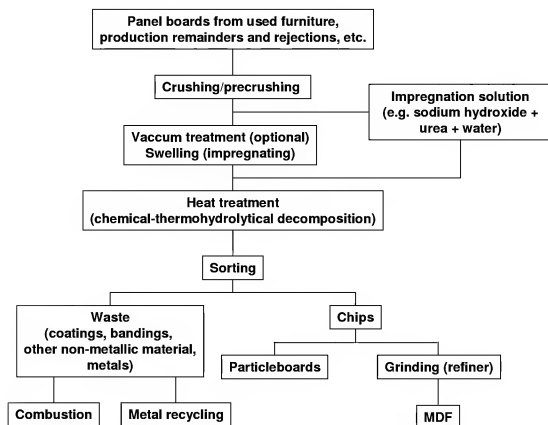 Panel boards from used furniture,
production remainders and rejections, etc.
Crushing/precrushing
Impregnation solution
(e.g. sodium hydroxide +
urea + water)
Vaccum treatment (optional)
Swelling (impregnating)
Heat treatment
(chemical-thermohydrolytical decomposition)
Sorting
Waste
(coatings, bandings,
other non-metallic material,
metals)
Chips
Particleboards
Grinding (refiner)
Combustion
Metal recycling
MDF